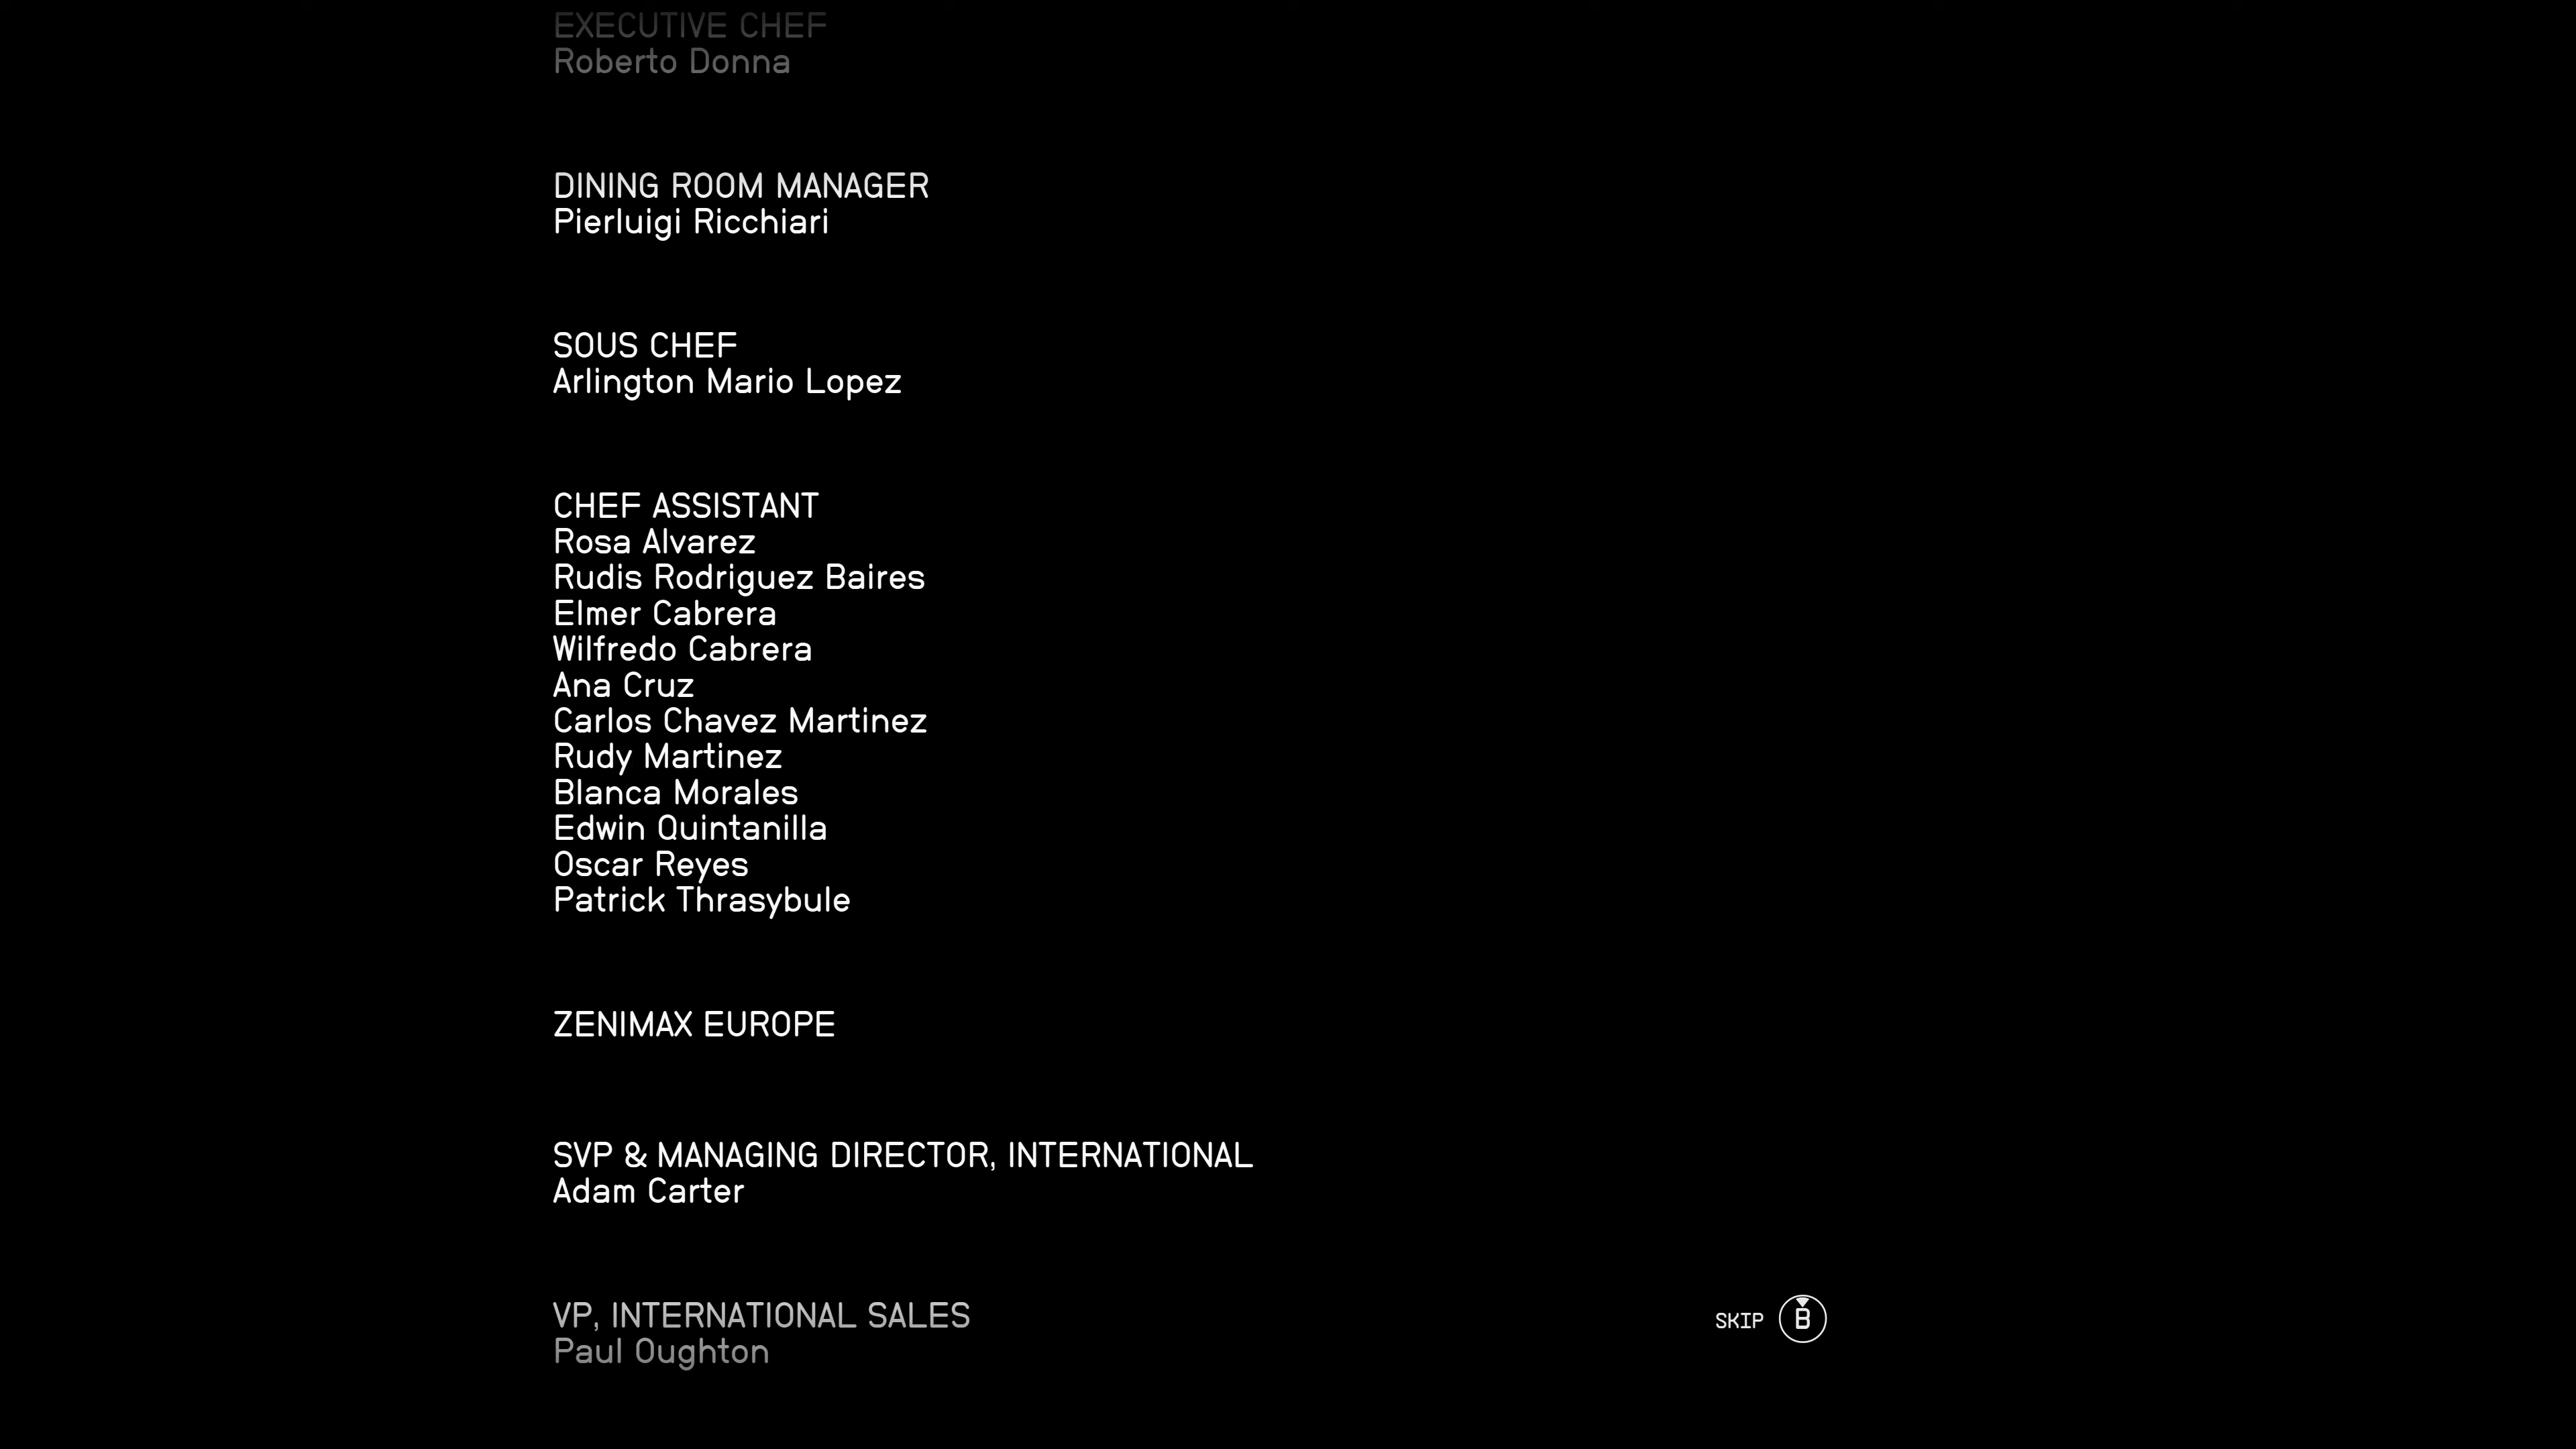 EXECUTIVE CHEF
Roberto Donna
DINING ROOM MANAGER
Pierluigi Ricchiari
SOUS CHEF
Arlington Mario Lopez
CHEF ASSISTANT
Rosa Alvarez
Rudis Rodriguez Baires
Elmer Cabrera
Wilfredo Cabrera
Ana Cruz
Carlos Chavez Martinez
Rudy Martinez
Blanca Morales
Edwin Quintanilla
Oscar Reyes
Patrick Thrasybule
ZENIMAX EUROPE
SVP & MANAGING DIRECTOR, INTERNATIONAL
Adam Carter
VP, INTERNATIONAL SALES
Paul Oughton
SKIP B